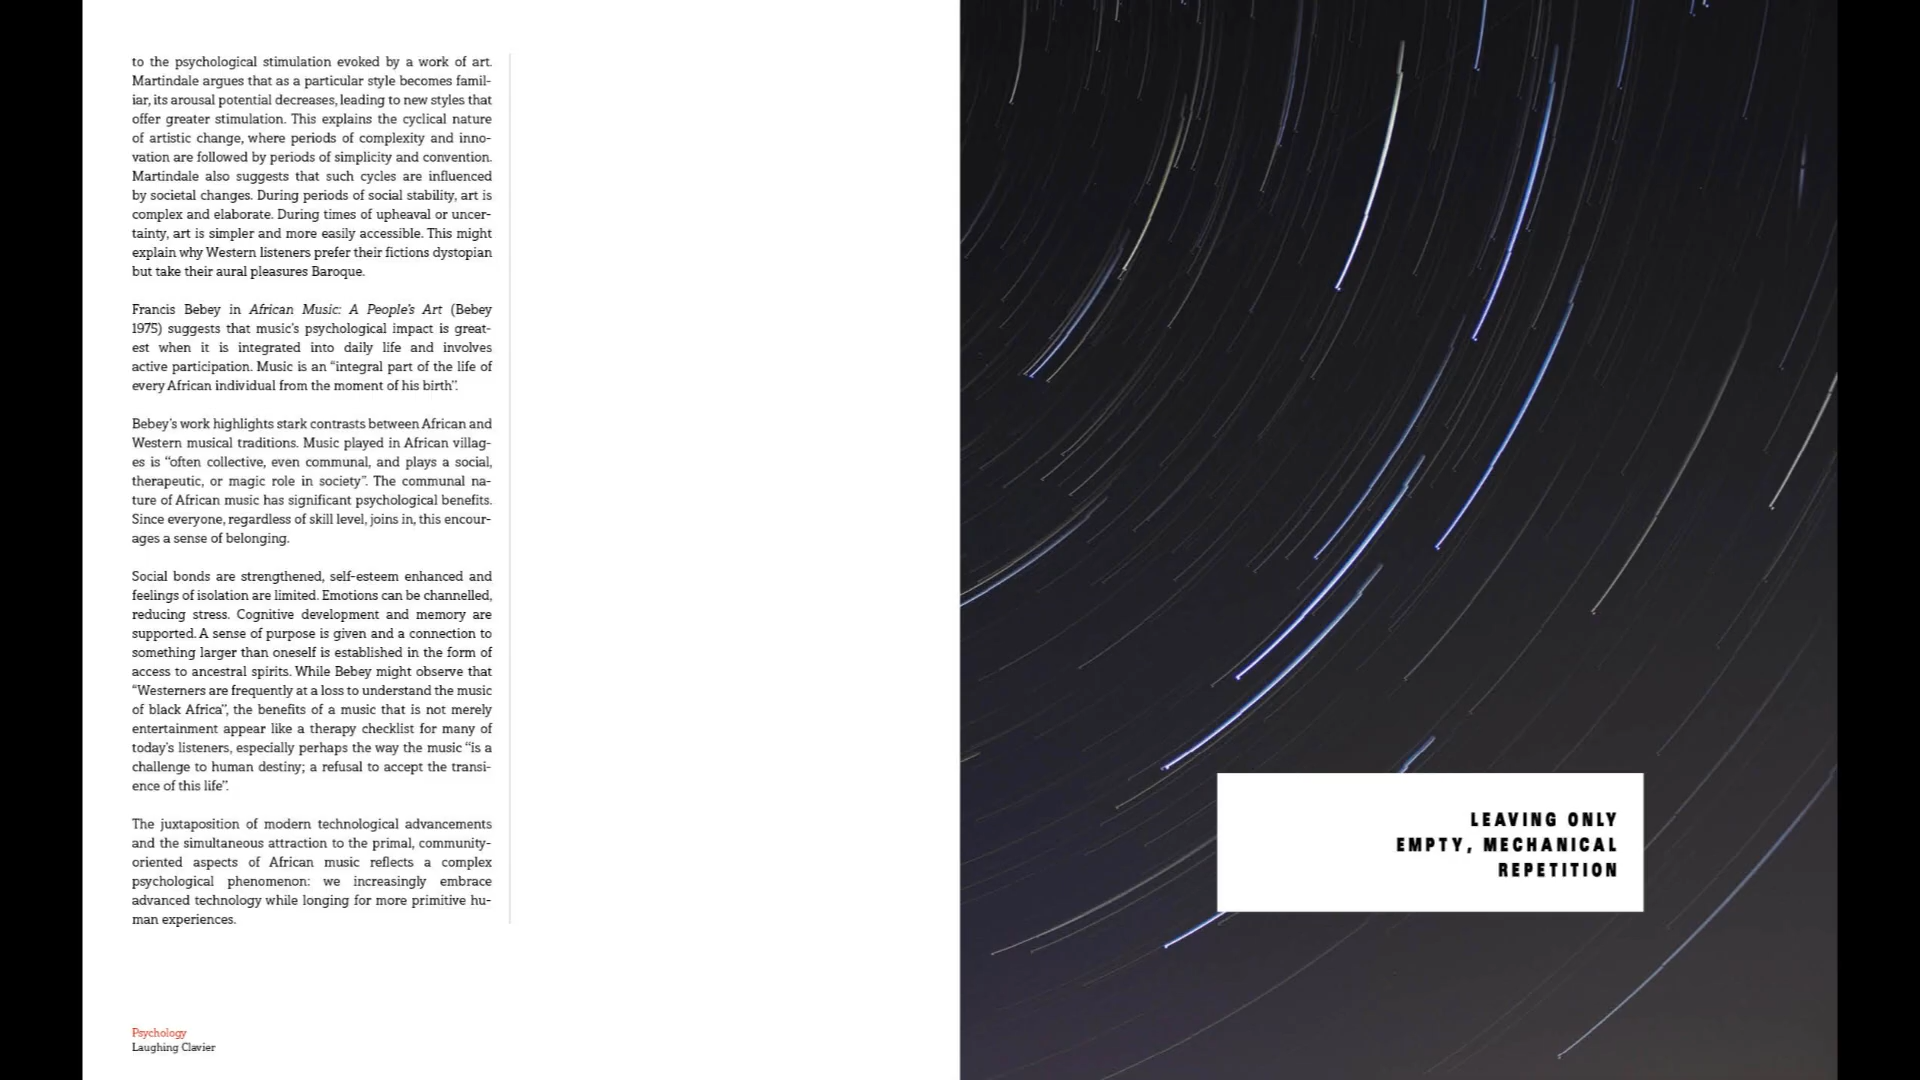 to the psychological stimulation evoked by a work of art.
Martindale argues that as a particular style becomes famil-
iar, its arousal potential decreases, leading to new styles that
offer greater stimulation. This explains the cyclical nature
of artistic change, where periods of complexity and inno-
vation are followed by periods of simplicity and convention.
Martindale also suggests that such cycles are influenced
by societal changes. During periods of social stability, art is
complex and elaborate. During times of upheaval or uncer-
tainty, art is simpler and more easily accessible. This might
explain why Western listeners prefer their fictions dystopian
but take their aural pleasures Baroque.
Francis Bebey in African Music: A People's Art (Bebey
1975) suggests that music's psychological impact is great-
est when it is integrated into daily life and involves
active participation. Music is an “integral part of the life of
every African individual from the moment of his birth”.
Bebey's work highlights stark contrasts between African and
Western musical traditions. Music played in African villag-
es is “often collective, even communal, and plays a social,
therapeutic, or magic role in society”. The communal na-
ture of African music has significant psychological benefits.
Since everyone, regardless of skill level, joins in, this encour-
ages a sense of belonging.
Social bonds are strengthened, self-esteem enhanced and
feelings of isolation are limited. Emotions can be channelled,
reducing stress. Cognitive development and memory are
supported. A sense of purpose is given and a connection to
something larger than oneself is established in the form of
access to ancestral spirits. While Bebey might observe that
“Westerners are frequently at a loss to understand the music
of black Africa”, the benefits of a music that is not merely
entertainment appear like a therapy checklist for many of
today's listeners, especially perhaps the way the music “is a
challenge to human destiny; a refusal to accept the transi-
ence of this life”.
The juxtaposition of modern technological advancements
and the simultaneous attraction to the primal, community-
oriented aspects of African music reflects a complex
psychological phenomenon: we increasingly embrace
advanced technology while longing for more primitive hu-
man experiences.
Psychology
Laughing Clavier
LEAVING ONLY
EMPTY, MECHANICAL
REPETITION